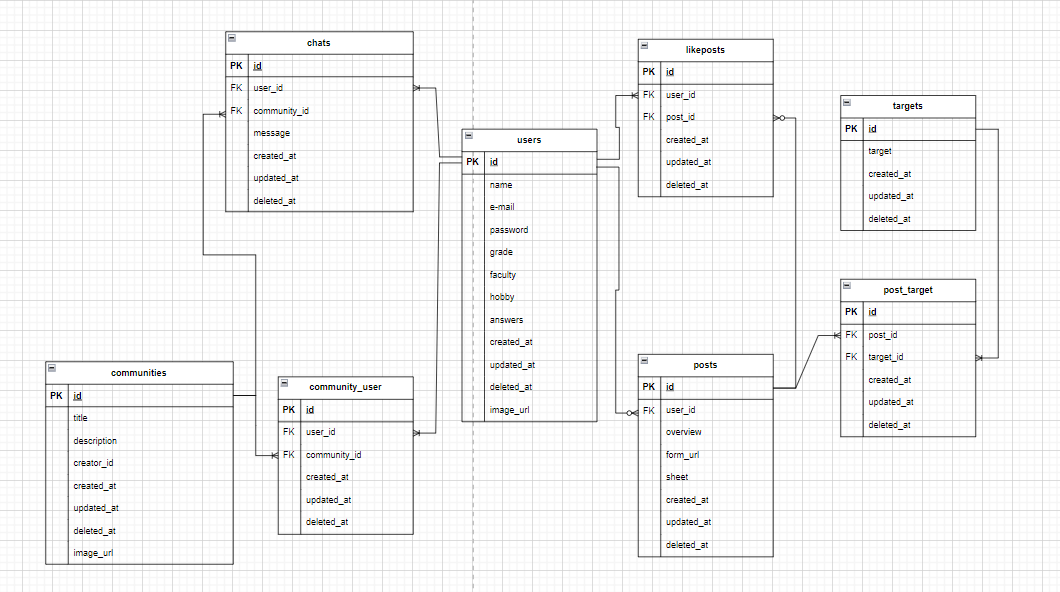 chats
PK id
FK user_id
FK community_id
message
created_at
updated_at
deleted_at
users
PK id
name
e-mail
password
grade
faculty
hobby
answers
created_at
updated_at
deleted_at
image_url
likeposts
PK id
FK user_id
FK post_id
created_at
updated_at
deleted_at
targets
PK id
target
created_at
updated_at
deleted_at
communities
PK id
title
description
creator_id
created_at
updated_at
deleted_at
image_url
community_user
PK id
FK user_id
FK community_id
created_at
updated_at
deleted_at
posts
PK id
FK user_id
overview
form_url
sheet
created_at
updated_at
deleted_at
post_target
PK id
FK post_id
FK target_id
created_at
updated_at
deleted_at